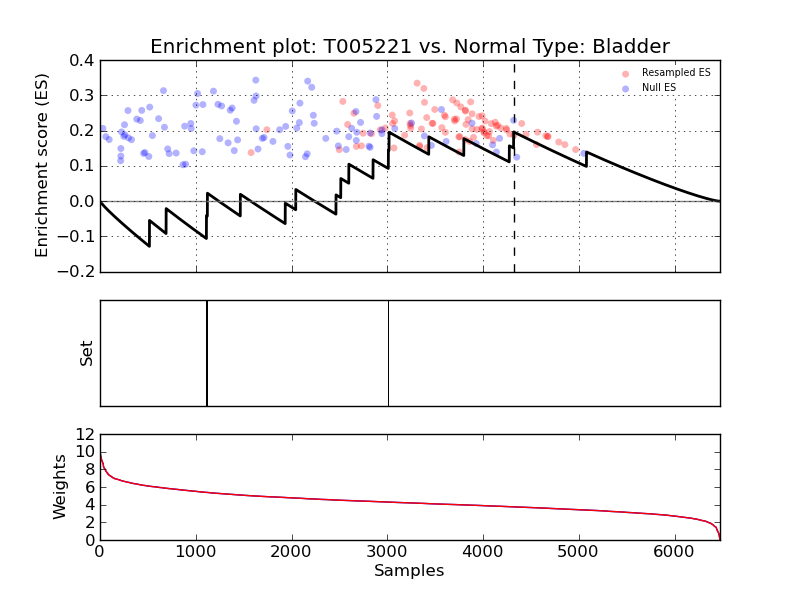 Enrichment plot: T005221 vs. Normal Type: Bladder
Enrichment score (ES)
0.4
0.3
0.2
0.1
0.0
−0.1
−0.2
Resampled ES
Null ES
Set
Weights
12
10
8
6
4
2
0
0 1000 2000 3000 4000 5000 6000
Samples